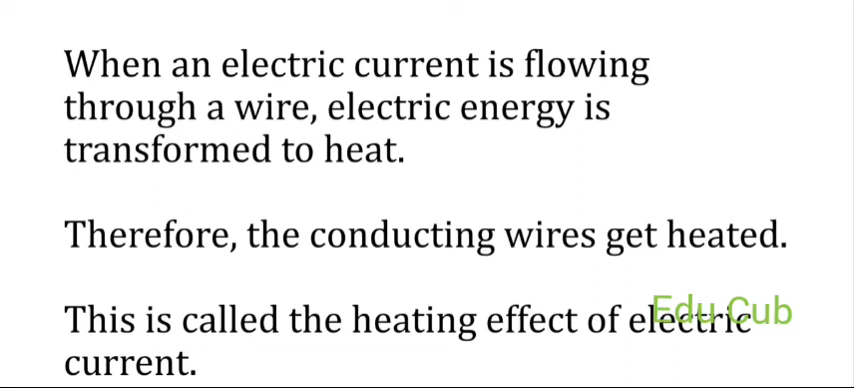 When an electric current is flowing
through a wire, electric energy is
transformed to heat.
Therefore, the conducting wires get heated.
Edu Cub
This is called the heating effect of electric
current.